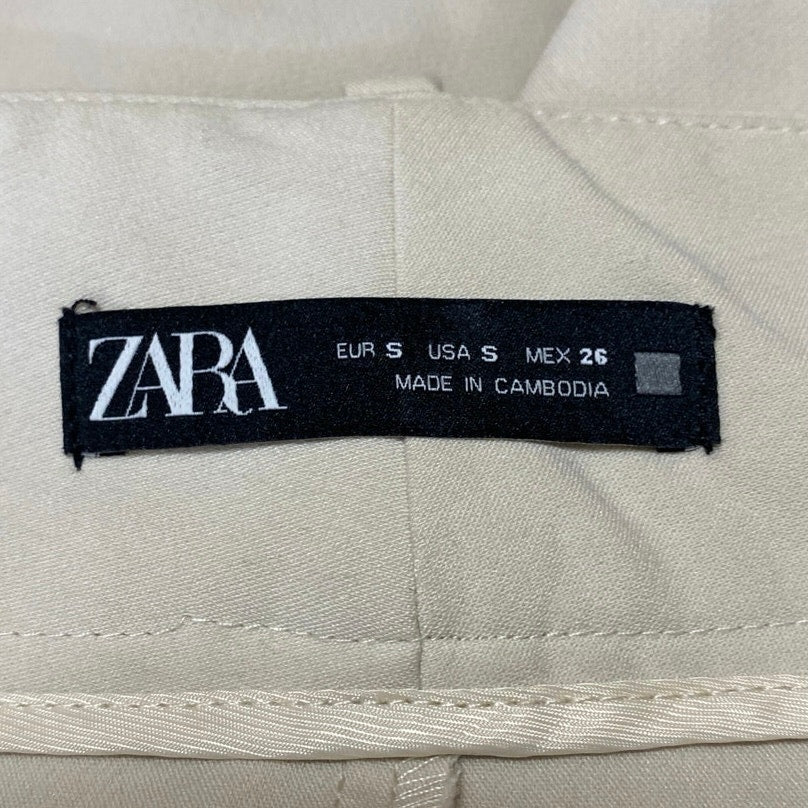 ZARA
EUR S USA S MEX 26
MADE IN CAMBODIA